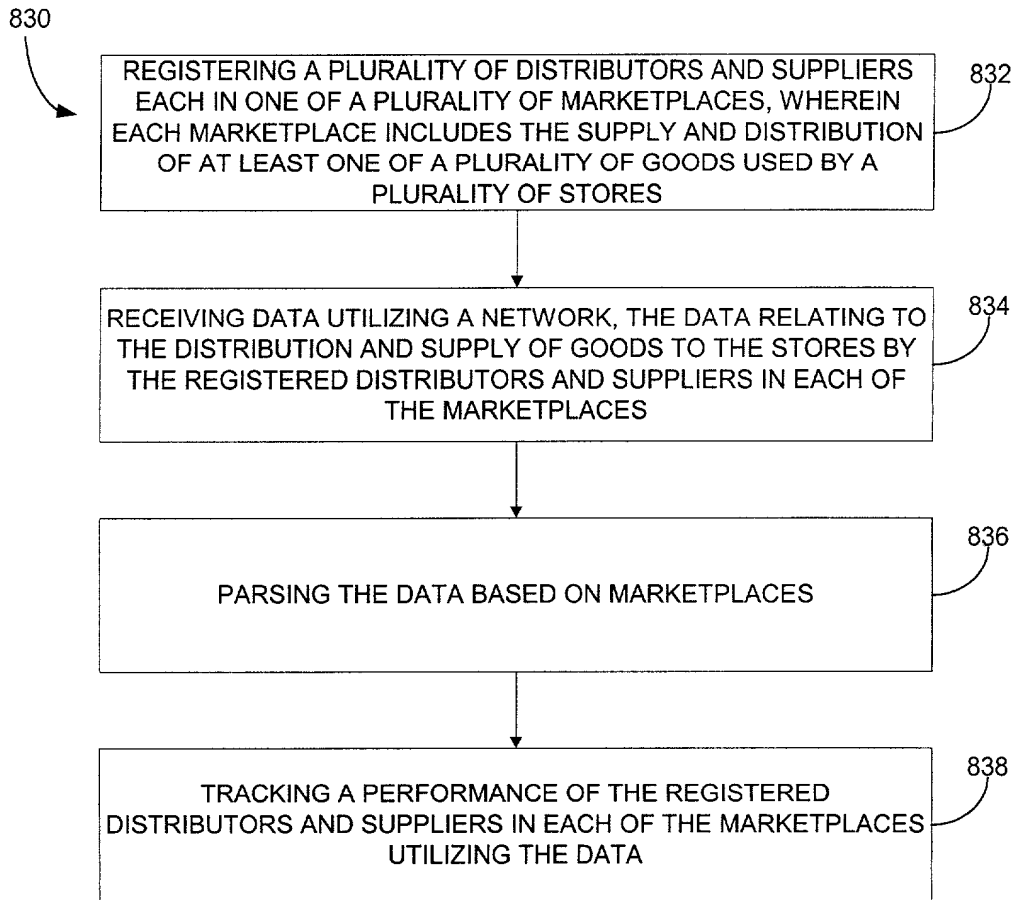 830
REGISTERING A PLURALITY OF DISTRIBUTORS AND SUPPLIERS
EACH IN ONE OF A PLURALITY OF MARKETPLACES, WHEREIN
EACH MARKETPLACE INCLUDES THE SUPPLY AND DISTRIBUTION
OF AT LEAST ONE OF A PLURALITY OF GOODS USED BY A
PLURALITY OF STORES
832
RECEIVING DATA UTILIZING A NETWORK, THE DATA RELATING TO
THE DISTRIBUTION AND SUPPLY OF GOODS TO THE STORES BY
THE REGISTERED DISTRIBUTORS AND SUPPLIERS IN EACH OF
THE MARKETPLACES
834
PARSING THE DATA BASED ON MARKETPLACES
836
TRACKING A PERFORMANCE OF THE REGISTERED
DISTRIBUTORS AND SUPPLIERS IN EACH OF THE MARKETPLACES
UTILIZING THE DATA
838